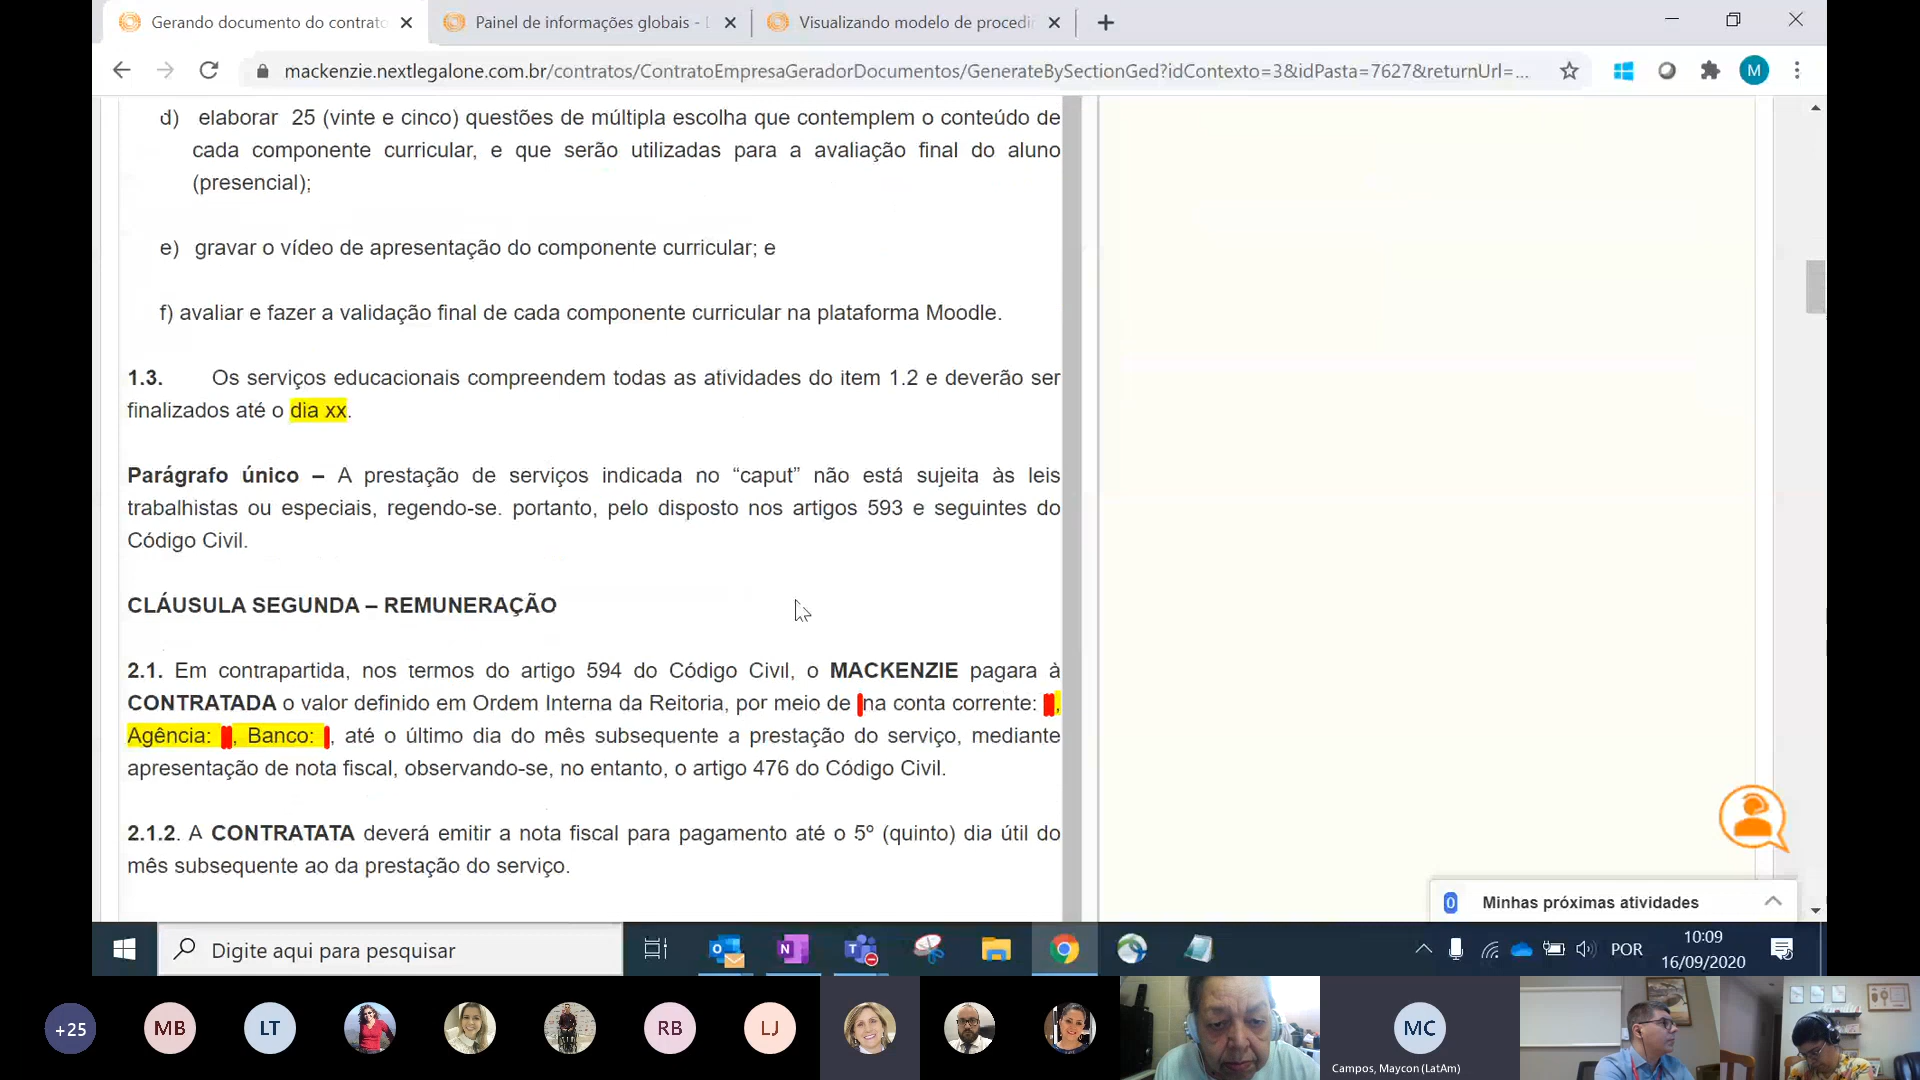 Gerando documento do contrato
Painel de informações globais -
Visualizando modelo de procedi
mackenzie.nextlegalone.com.br/contratos/ContratoEmpresaGeradorDocumentos/GenerateBySectionGed?idContexto=3&idPasta=7627&returnUrl=...
M
d) elaborar 25 (vinte e cinco) questões de múltipla escolha que contemplem o conteúdo de
cada componente curricular, e que serão utilizadas para a avaliação final do aluno
(presencial);
e) gravar o vídeo de apresentação do componente curricular; e
f) avaliar e fazer a validação final de cada componente curricular na plataforma Moodle.
1.3. Os serviços educacionais compreendem todas as atividades do item 1.2 e deverão ser
finalizados até o dia xx.
Parágrafo único – A prestação de serviços indicada no “caput” não está sujeita às leis
trabalhistas ou especiais, regendo-se. portanto, pelo disposto nos artigos 593 e seguintes do
Código Civil.
CLÁUSULA SEGUNDA – REMUNERAÇÃO
2.1. Em contrapartida, nos termos do artigo 594 do Código Civil, o MACKENZIE pagara à
CONTRATADA o valor definido em Ordem Interna da Reitoria, por meio de na conta corrente: ,
Agência: , Banco: , até o último dia do mês subsequente a prestação do serviço, mediante
apresentação de nota fiscal, observando-se, no entanto, o artigo 476 do Código Civil.
2.1.2. A CONTRATATA deverá emitir a nota fiscal para pagamento até o 5º (quinto) dia útil do
mês subsequente ao da prestação do serviço.
0 Minhas próximas atividades
Digite aqui para pesquisar
POR
10:09
16/09/2020
+25
MB
LT
RB
LJ
MC
Campos, Maycon (LatAm)